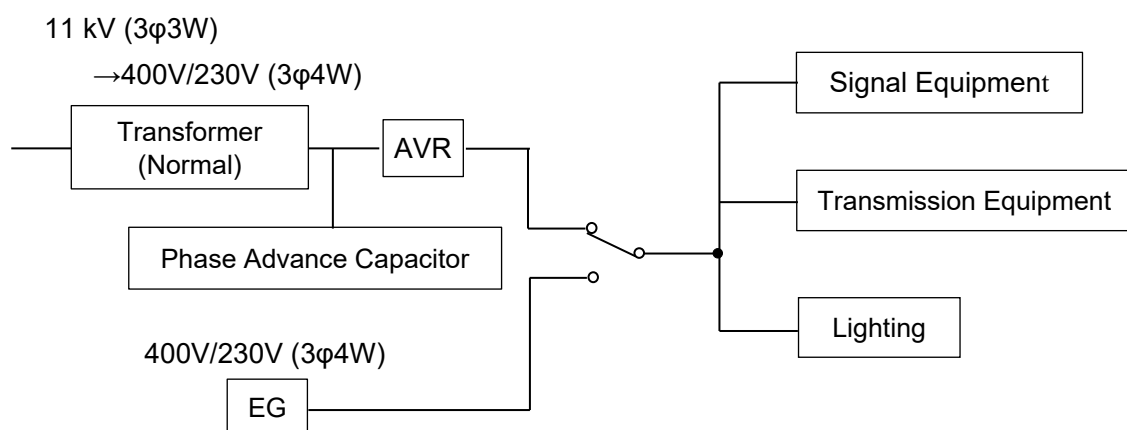 11 kV (3φ3W)
→400V/230V (3φ4W)
Transformer
(Normal)
AVR
Phase Advance Capacitor
400V/230V (3φ4W)
EG
Signal Equipment
Transmission Equipment
Lighting